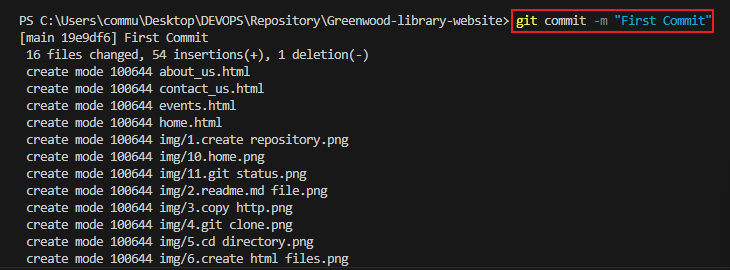 PS C:\Users\commu\Desktop\DEVOPS\Repository\Greenwood-library-website> git commit -m "First Commit"
[main 19e9df6] First Commit
 16 files changed, 54 insertions(+), 1 deletion(-)
 create mode 100644 about_us.html
 create mode 100644 contact_us.html
 create mode 100644 events.html
 create mode 100644 home.html
 create mode 100644 img/1.create repository.png
 create mode 100644 img/10.home.png
 create mode 100644 img/11.git status.png
 create mode 100644 img/2.readme.md file.png
 create mode 100644 img/3.copy http.png
 create mode 100644 img/4.git clone.png
 create mode 100644 img/5.cd directory.png
 create mode 100644 img/6.create html files.png